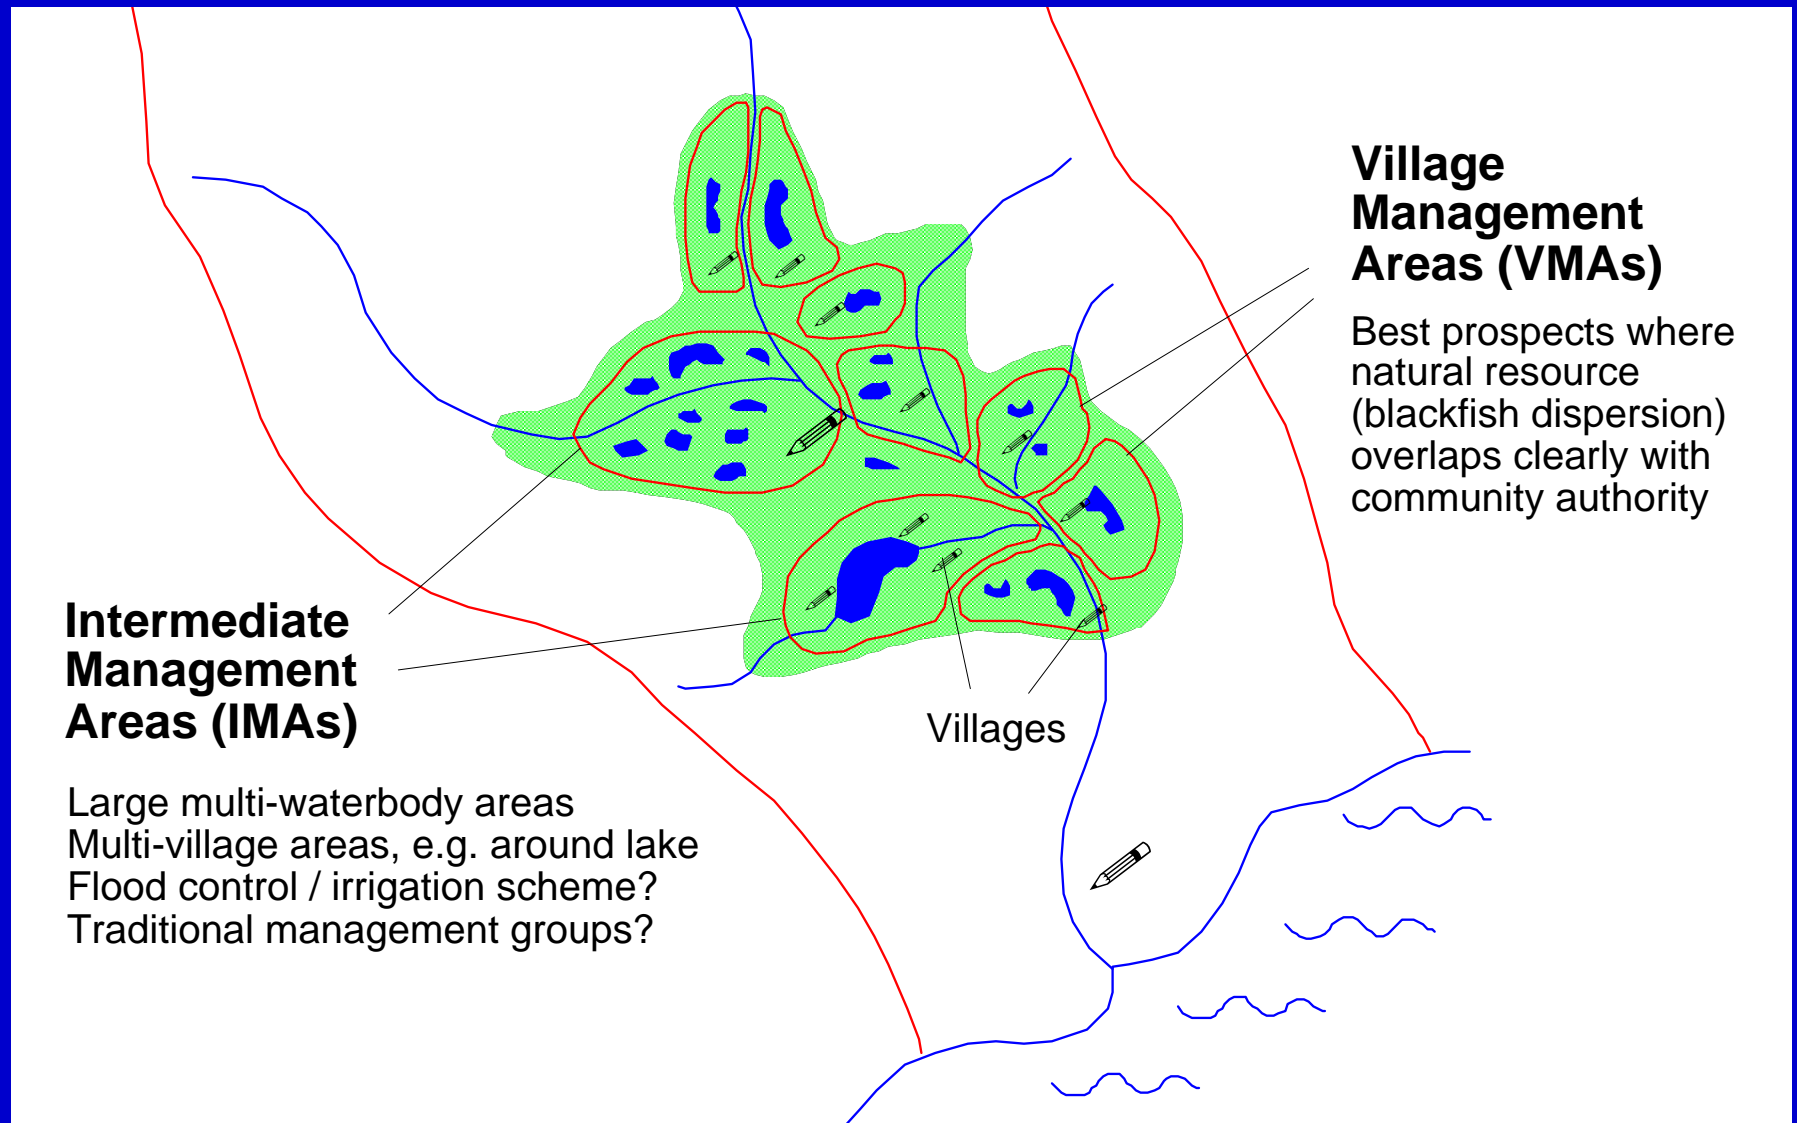 Village
Management
Areas (VMAs)
Best prospects where
natural resource
(blackfish dispersion)
overlaps clearly with
community authority
Intermediate
Management
Areas (IMAs)
Large multi-waterbody areas
Multi-village areas, e.g. around lake
Flood control / irrigation scheme?
Traditional management groups?
Villages